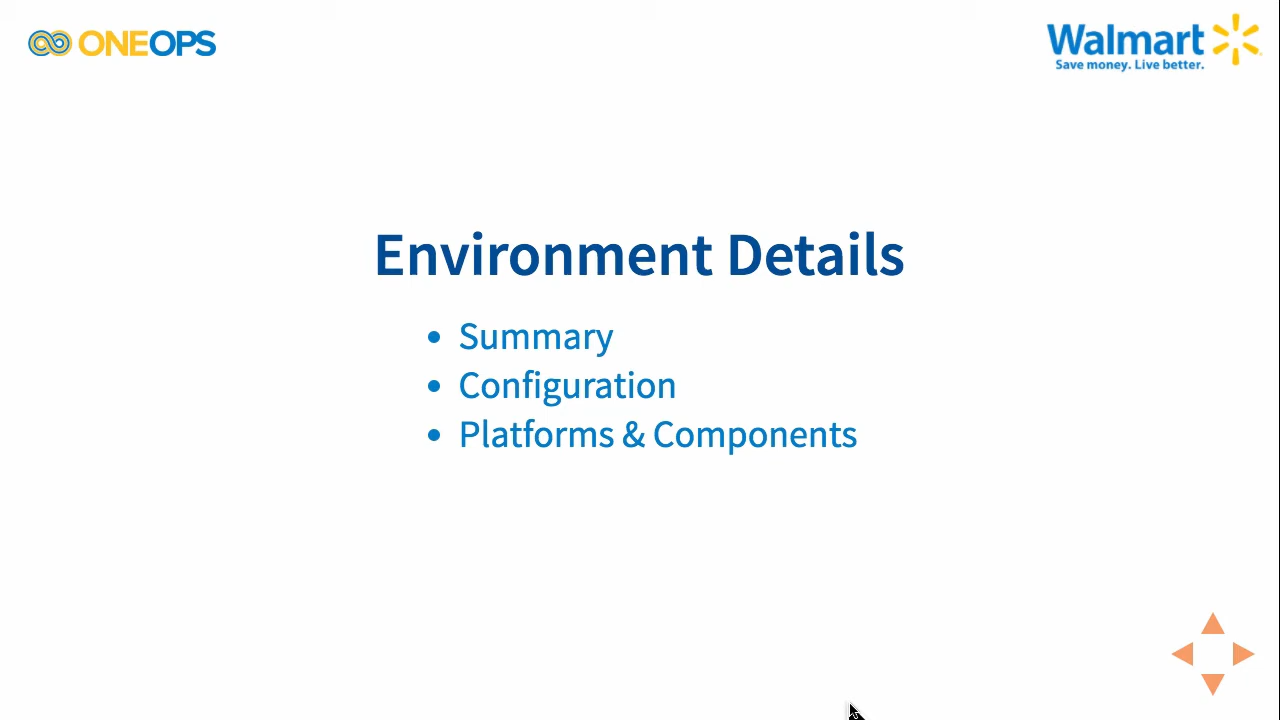 ONEOPS
Walmart
Save money. Live better.
Environment Details
• Summary
• Configuration
• Platforms & Components